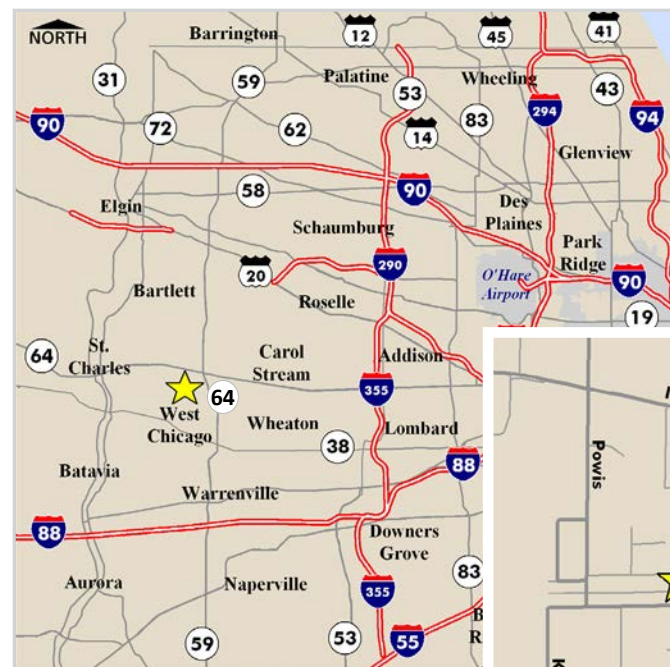 NORTH
Barrington
12
45
41
31
59
Palatine
53
Wheeling
43
90
72
62
14
83
294
94
Glenview
58
90
Elgin
Des
Plaines
Schaumburg
Park
Ridge
20
290
O'Hare
Airport
90
Bartlett
Roselle
19
64
St.
Charles
Carol
Stream
Addison
64
355
West
Chicago
Wheaton
38
Lombard
88
Powis
Batavia
Warrenville
88
Downers
Grove
Aurora
Naperville
355
83
59
53
55